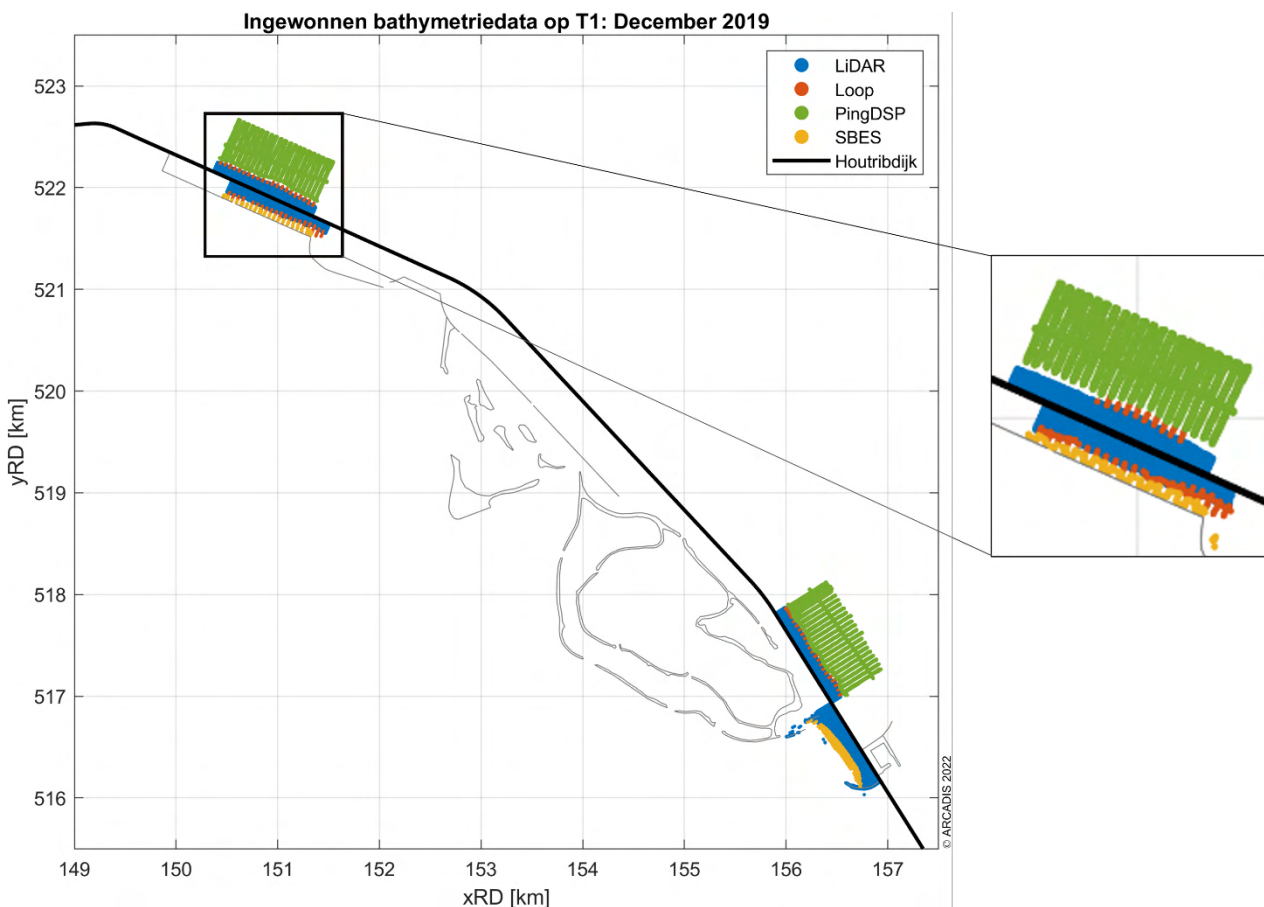 Ingewonnen bathymetriedata op T1: December 2019
LiDAR
Loop
PingDSP
SBES
Houtribdijk
523
522
521
520
519
518
517
516
yRD [km]
149
150
151
152
153
154
155
156
157
xRD [km]
© ARCADIS 2022